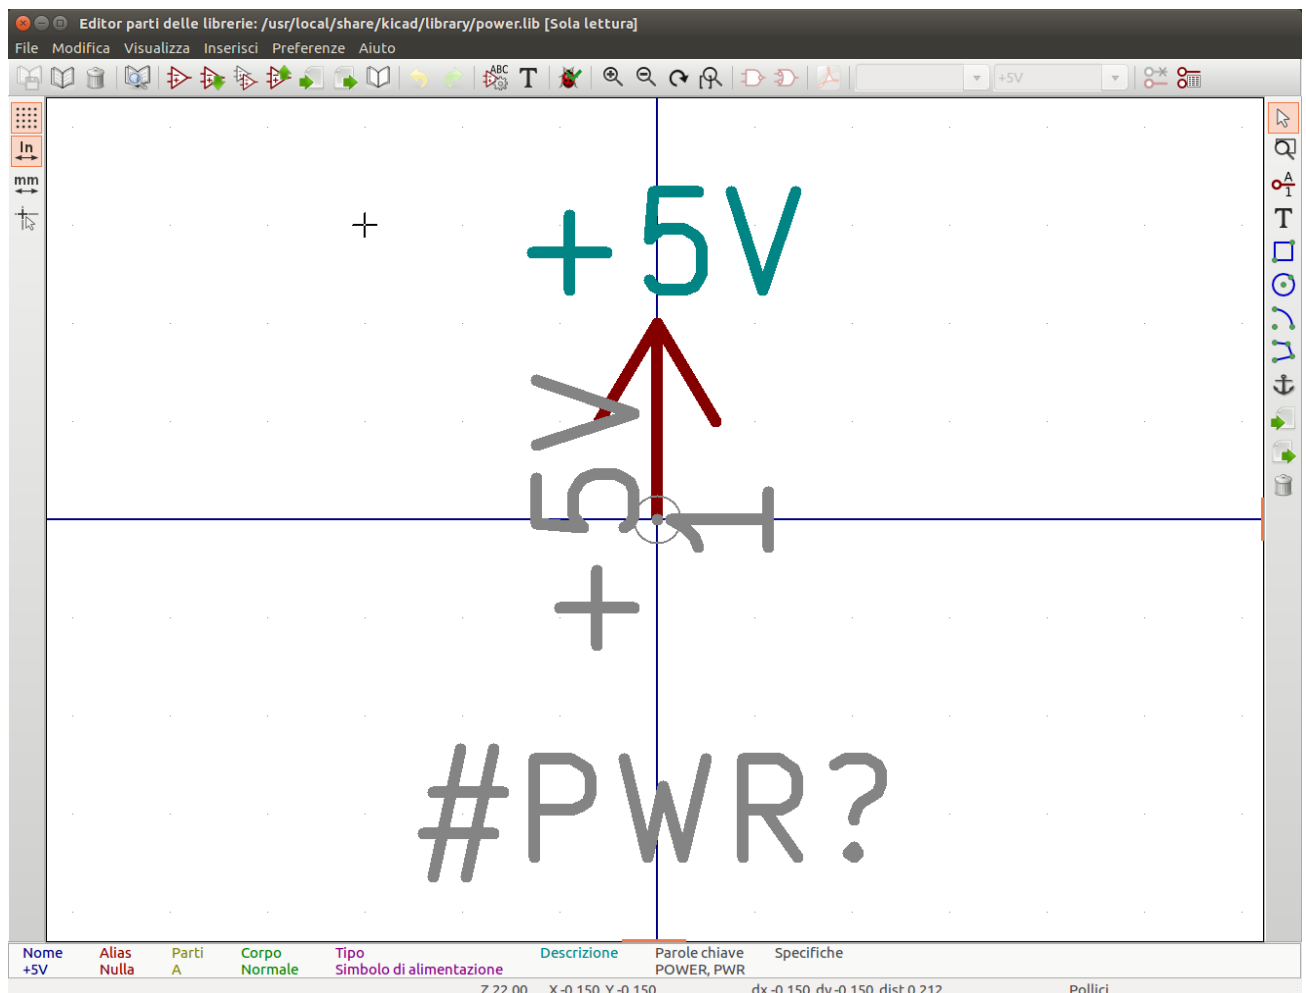 Editor parti delle librerie: /usr/local/share/kicad/library/power.lib [Sola lettura]
File Modifica Visualizza Inserisci Preferenze Aiuto
ABC T +5V
In
mm
A
1
T
+5V
+5V
1
#PWR?
Nome Alias Parti Corpo Tipo Descrizione Parole chiave Specifiche
+5V Nulla A Normale Simbolo di alimentazione POWER, PWR
Z 22.00 X -0.150 Y -0.150 dx -0.150 dy -0.150 dist 0.212 Pollici